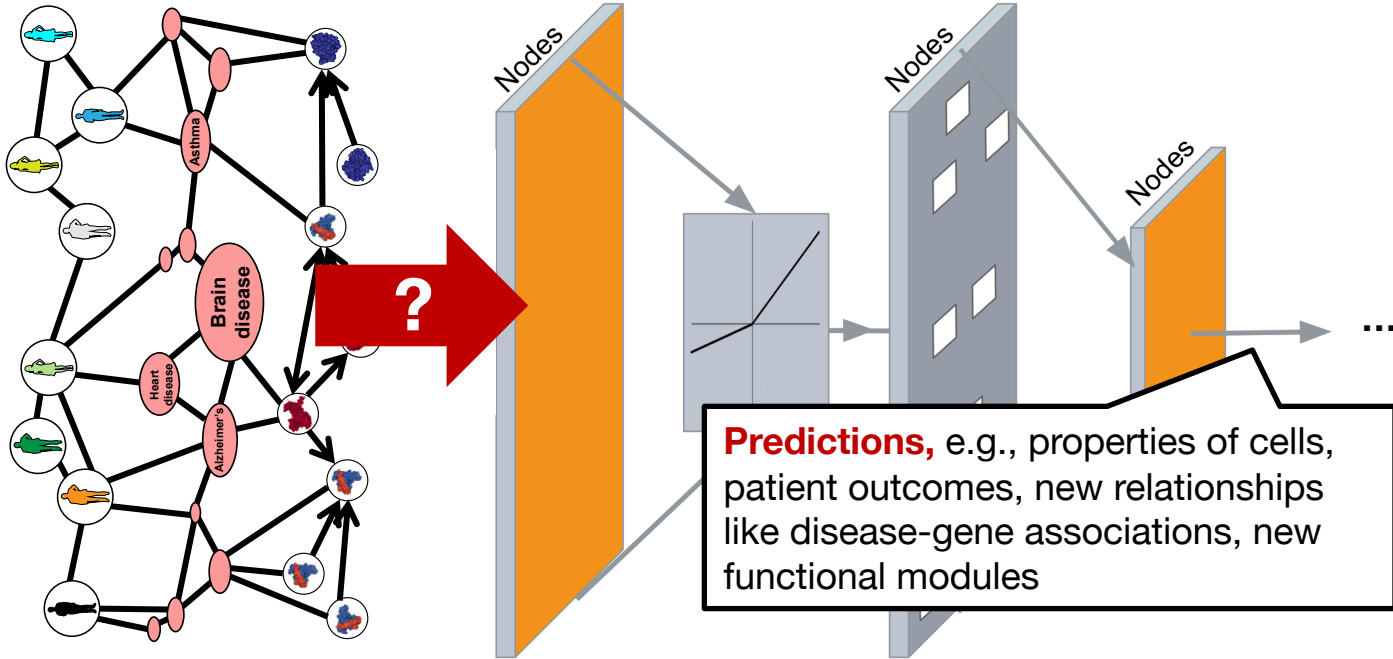 Nodes
Nodes
Nodes
Asthma
Brain
disease
?
Heart
disease
Alzheimer's
...
Predictions, e.g., properties of cells,
patient outcomes, new relationships
like disease-gene associations, new
functional modules